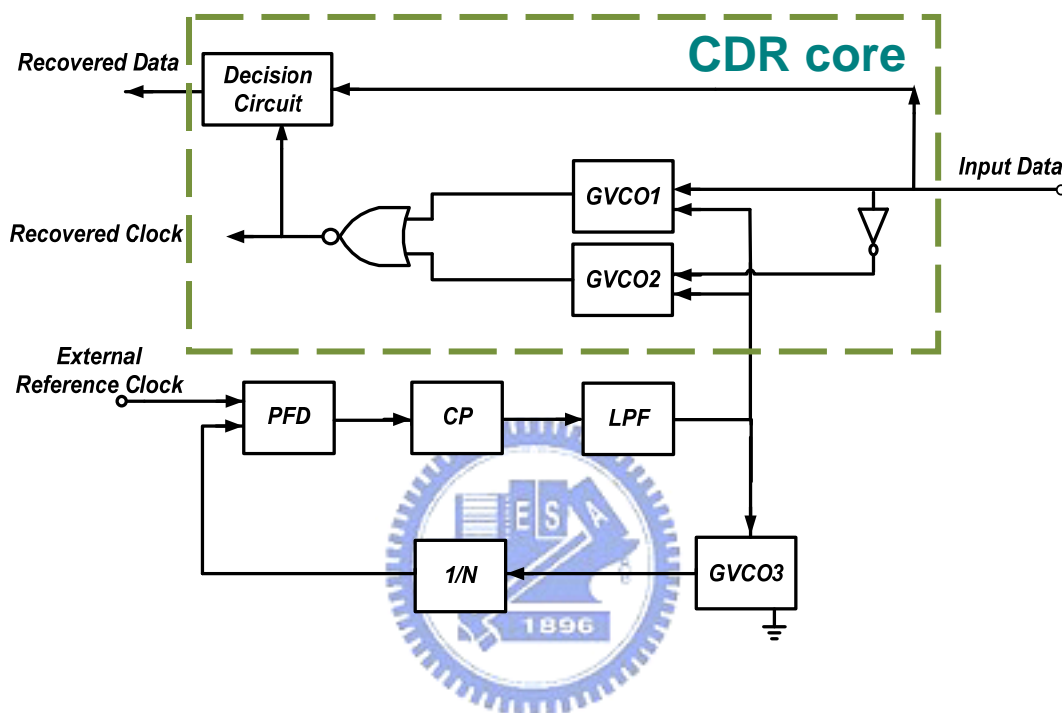 CDR core
Recovered Data
Decision
Circuit
Input Data
GVCO1
Recovered Clock
GVCO2
External
Reference Clock
PFD
CP
LPF
E S A
1/N
GVCO3
1896